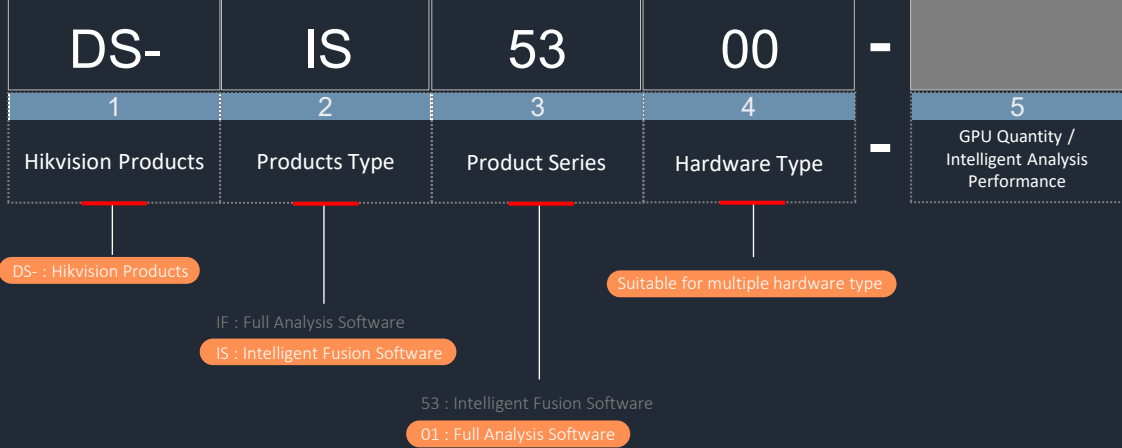 DS- IS 53 00 -
1 2 3 4 5
Hikvision Products Products Type Product Series Hardware Type - GPU Quantity /
Intelligent Analysis
Performance
DS- : Hikvision Products
Suitable for multiple hardware type
IF : Full Analysis Software
IS : Intelligent Fusion Software
53 : Intelligent Fusion Software
01 : Full Analysis Software